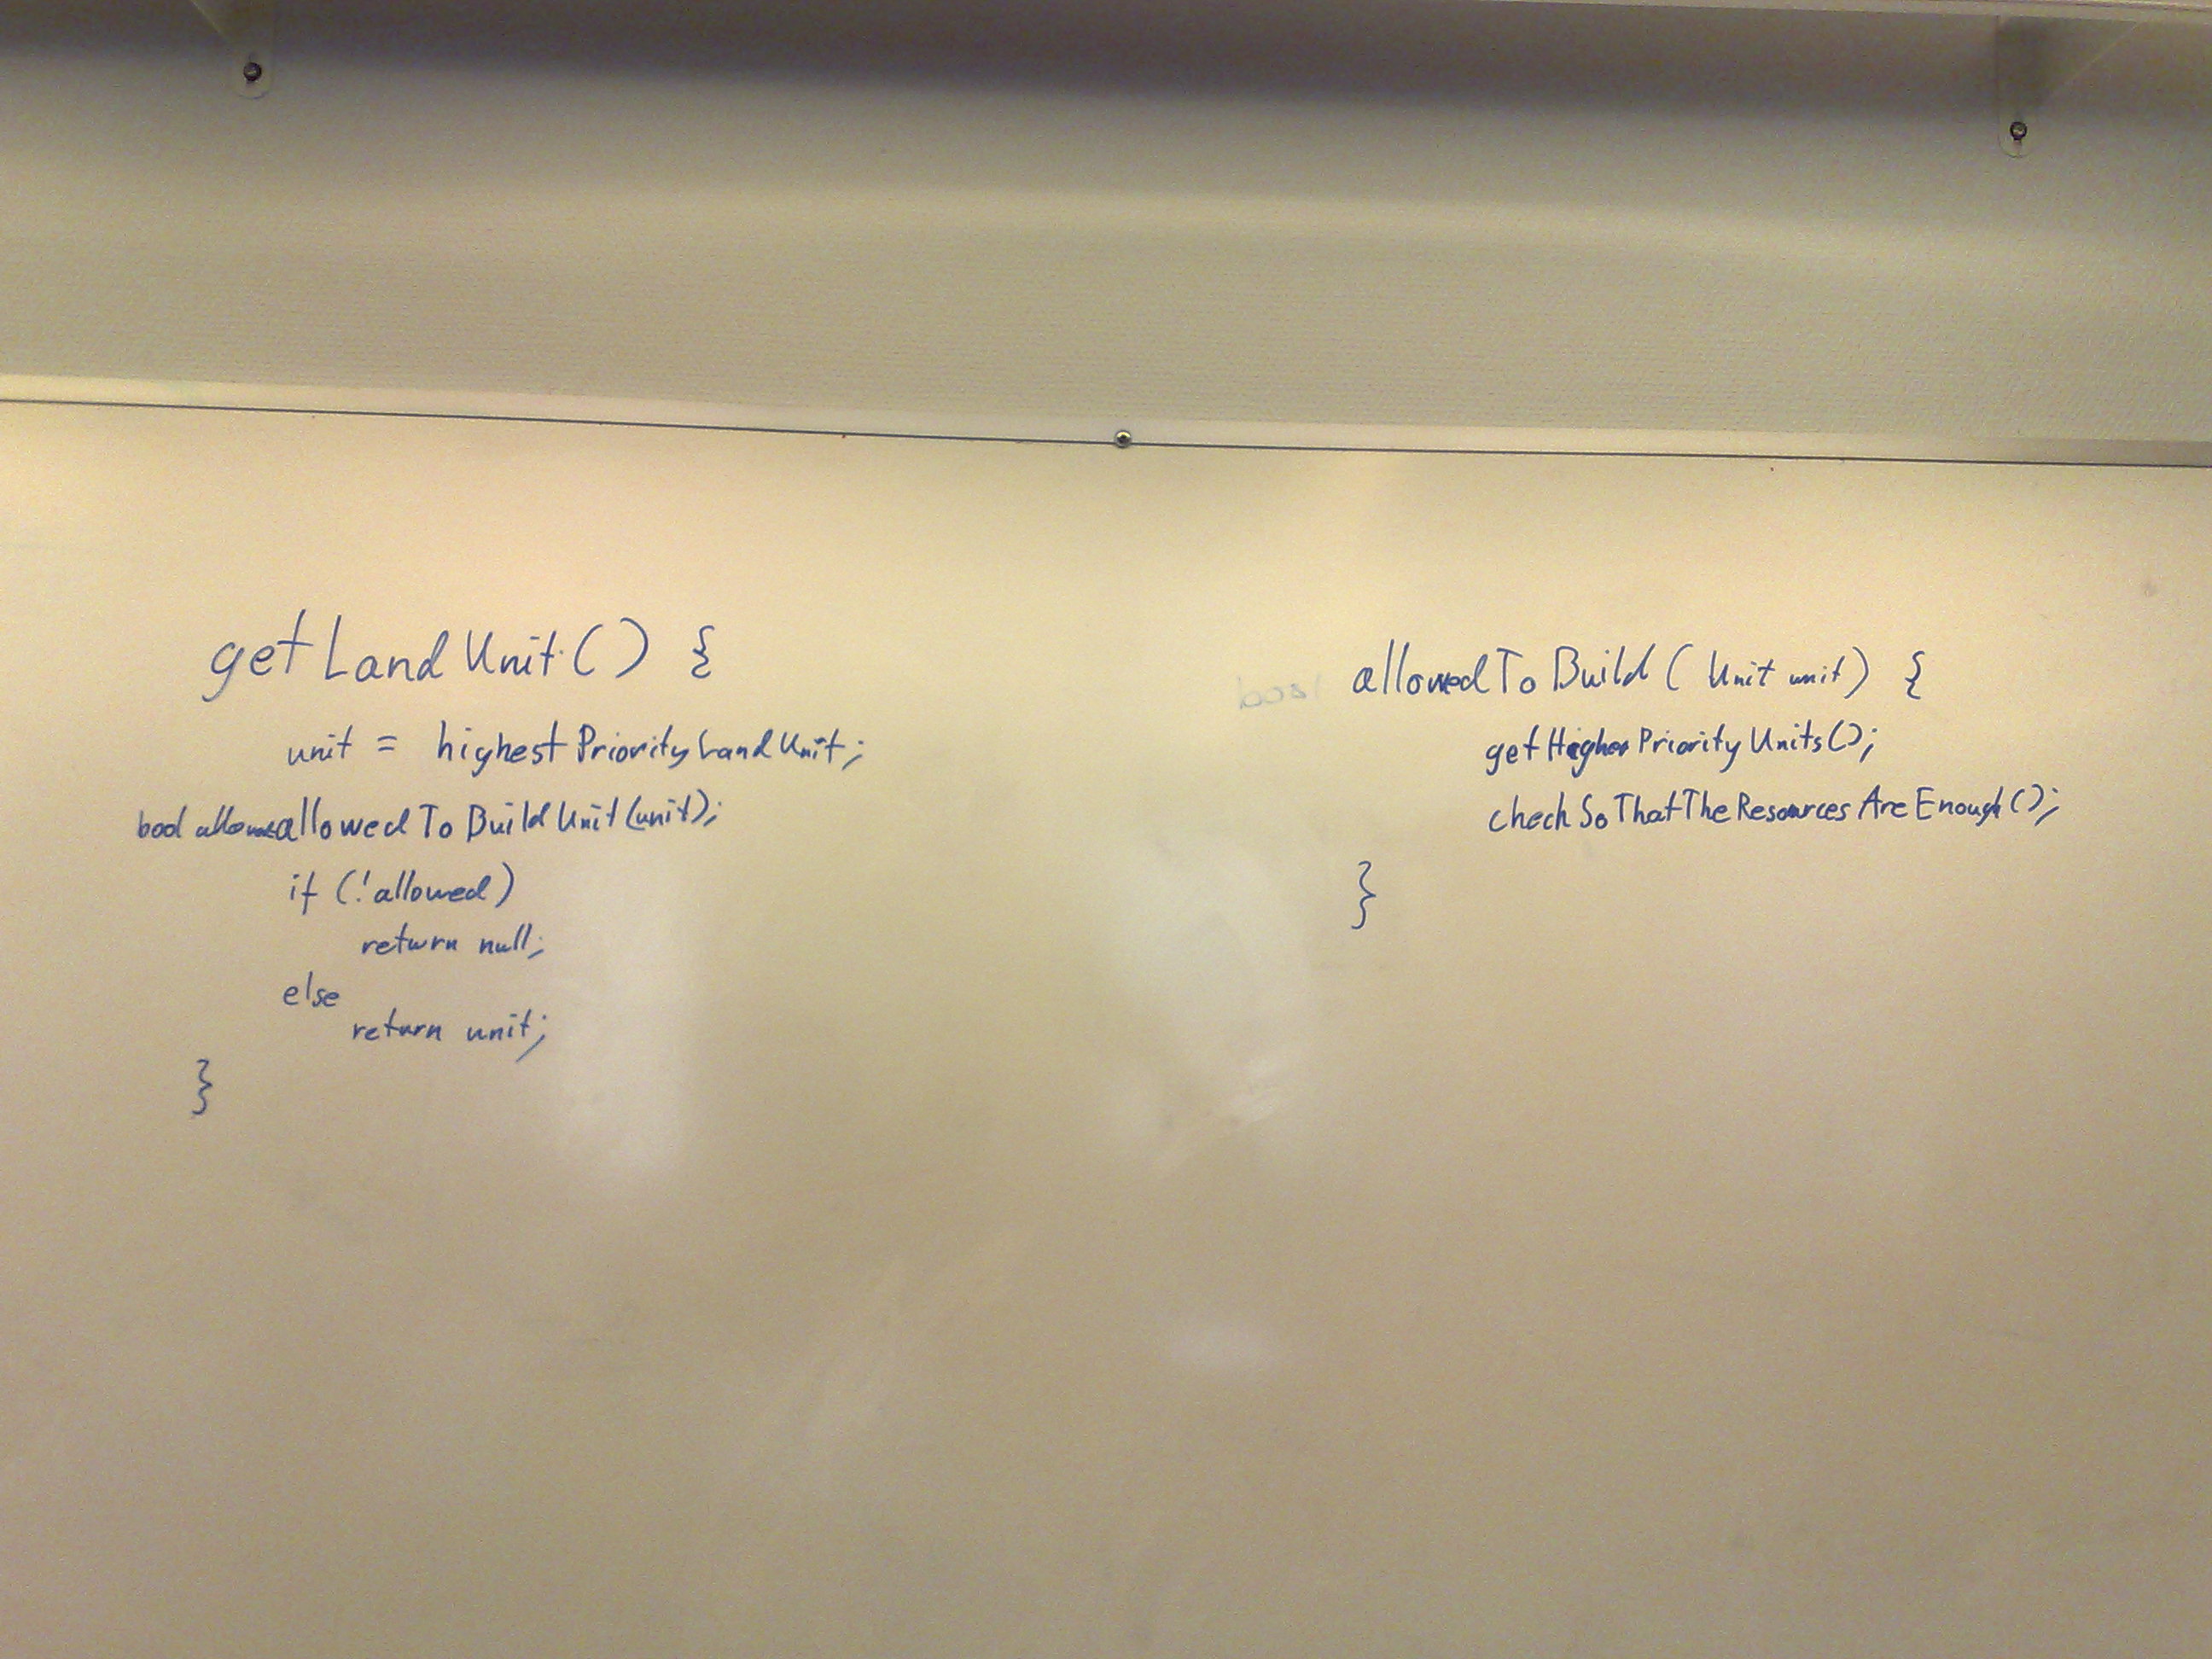 getLandUnit() {
unit = highestPriorityLandUnit;
bool allowed=allowedToBuildUnit(unit);
if (!allowed)
return null;
else
return unit;
}
bool allowedToBuild(Unit unit) {
getHigherPriorityUnits();
checkSoThatTheResourcesAreEnough();
}